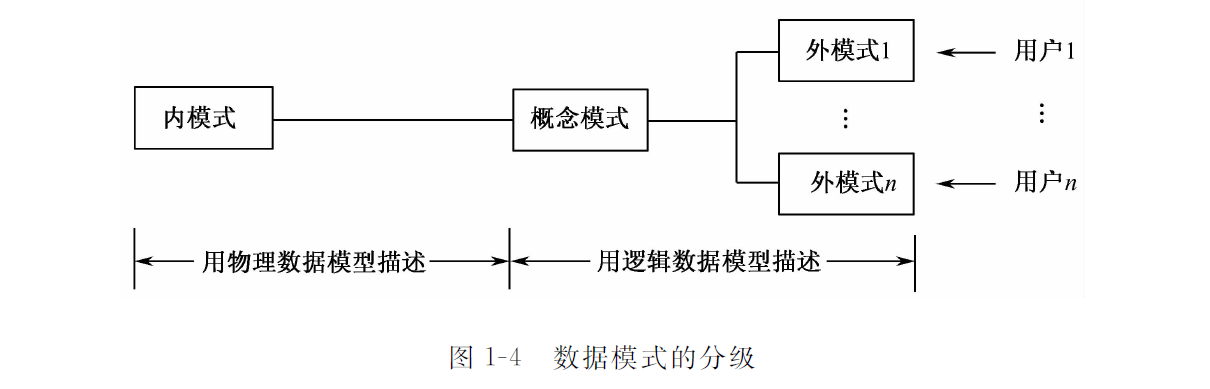 外模式1 用户1
内模式 概念模式 ⋮ ⋮
外模式n 用户n
用物理数据模型描述 用逻辑数据模型描述
图 1-4 数据模式的分级